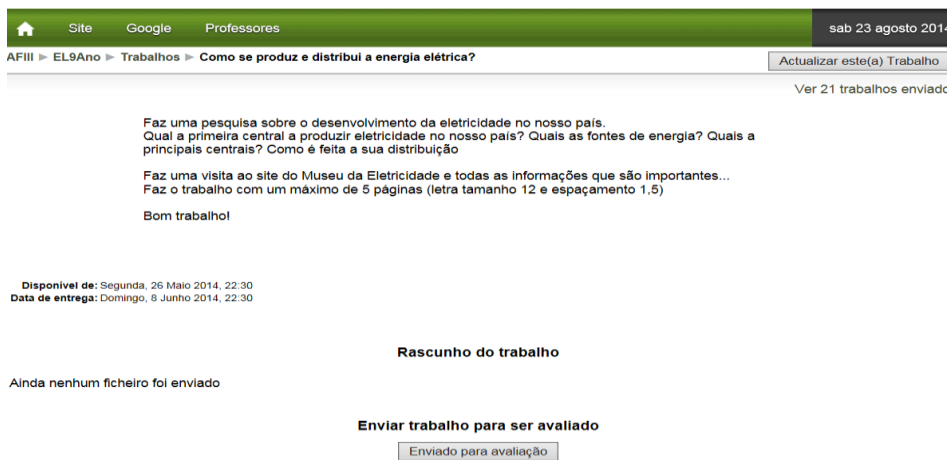 Site Google Professores sab 23 agosto 2014
AFIII ► EL9Ano ► Trabalhos ► Como se produz e distribui a energia elétrica? Actualizar este(a) Trabalho
Ver 21 trabalhos enviado
Faz uma pesquisa sobre o desenvolvimento da eletricidade no nosso país.
Qual a primeira central a produzir eletricidade no nosso país? Quais as fontes de energia? Quais a
principais centrais? Como é feita a sua distribuição
Faz uma visita ao site do Museu da Eletricidade e todas as informações que são importantes...
Faz o trabalho com um máximo de 5 páginas (letra tamanho 12 e espaçamento 1,5)
Bom trabalho!
Disponível de: Segunda, 26 Maio 2014, 22:30
Data de entrega: Domingo, 8 Junho 2014, 22:30
Rascunho do trabalho
Ainda nenhum ficheiro foi enviado
Enviar trabalho para ser avaliado
Enviado para avaliação